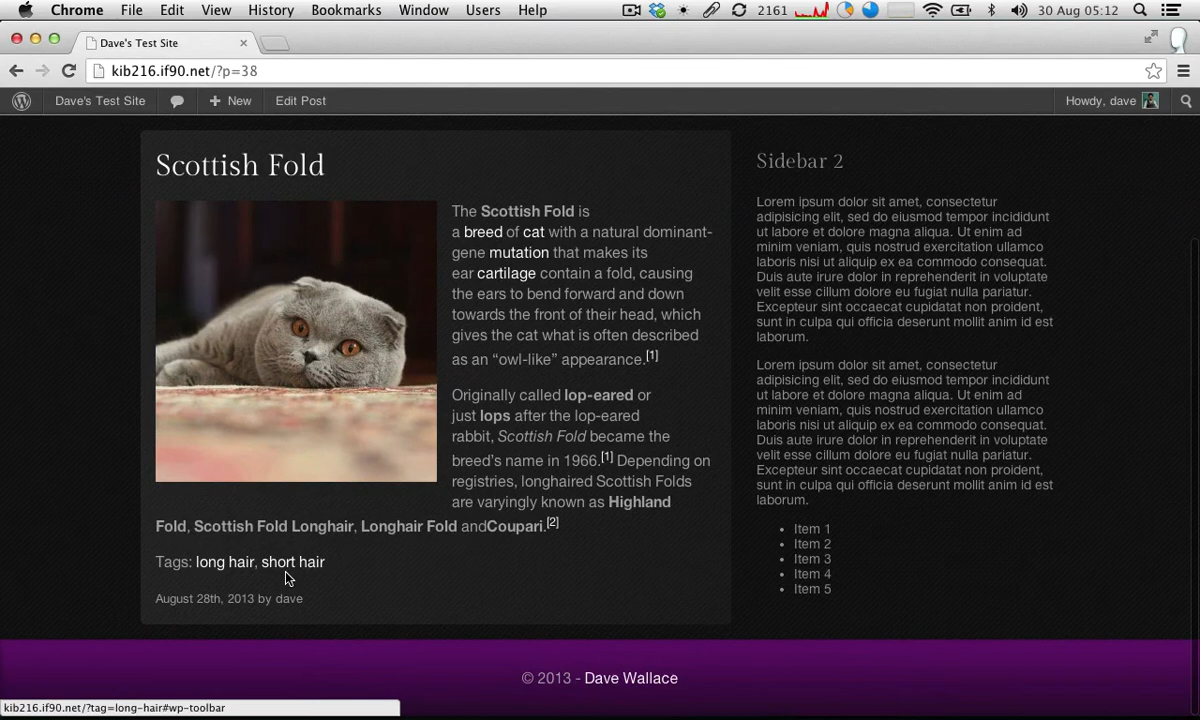 Chrome File Edit View History Bookmarks Window Users Help 2161 30 Aug 05:12
Dave's Test Site
kib216.if90.net/?p=38
Dave's Test Site New Edit Post Howdy, dave
Scottish Fold
The Scottish Fold is
a breed of cat with a natural dominant-
gene mutation that makes its
ear cartilage contain a fold, causing
the ears to bend forward and down
towards the front of their head, which
gives the cat what is often described
as an “owl-like” appearance.[1]
Originally called lop-eared or
just lops after the lop-eared
rabbit, Scottish Fold became the
breed’s name in 1966.[1] Depending on
registries, longhaired Scottish Folds
are varyingly known as Highland
Fold, Scottish Fold Longhair, Longhair Fold andCoupari.[2]
Tags: long hair, short hair
August 28th, 2013 by dave
Sidebar 2
Lorem ipsum dolor sit amet, consectetur
adipisicing elit, sed do eiusmod tempor incididunt
ut labore et dolore magna aliqua. Ut enim ad
minim veniam, quis nostrud exercitation ullamco
laboris nisi ut aliquip ex ea commodo consequat.
Duis aute irure dolor in reprehenderit in voluptate
velit esse cillum dolore eu fugiat nulla pariatur.
Excepteur sint occaecat cupidatat non proident,
sunt in culpa qui officia deserunt mollit anim id est
laborum.
Lorem ipsum dolor sit amet, consectetur
adipisicing elit, sed do eiusmod tempor incididunt
ut labore et dolore magna aliqua. Ut enim ad
minim veniam, quis nostrud exercitation ullamco
laboris nisi ut aliquip ex ea commodo consequat.
Duis aute irure dolor in reprehenderit in voluptate
velit esse cillum dolore eu fugiat nulla pariatur.
Excepteur sint occaecat cupidatat non proident,
sunt in culpa qui officia deserunt mollit anim id est
laborum.
Item 1
Item 2
Item 3
Item 4
Item 5
© 2013 - Dave Wallace
kib216.if90.net/?tag=long-hair#wp-toolbar